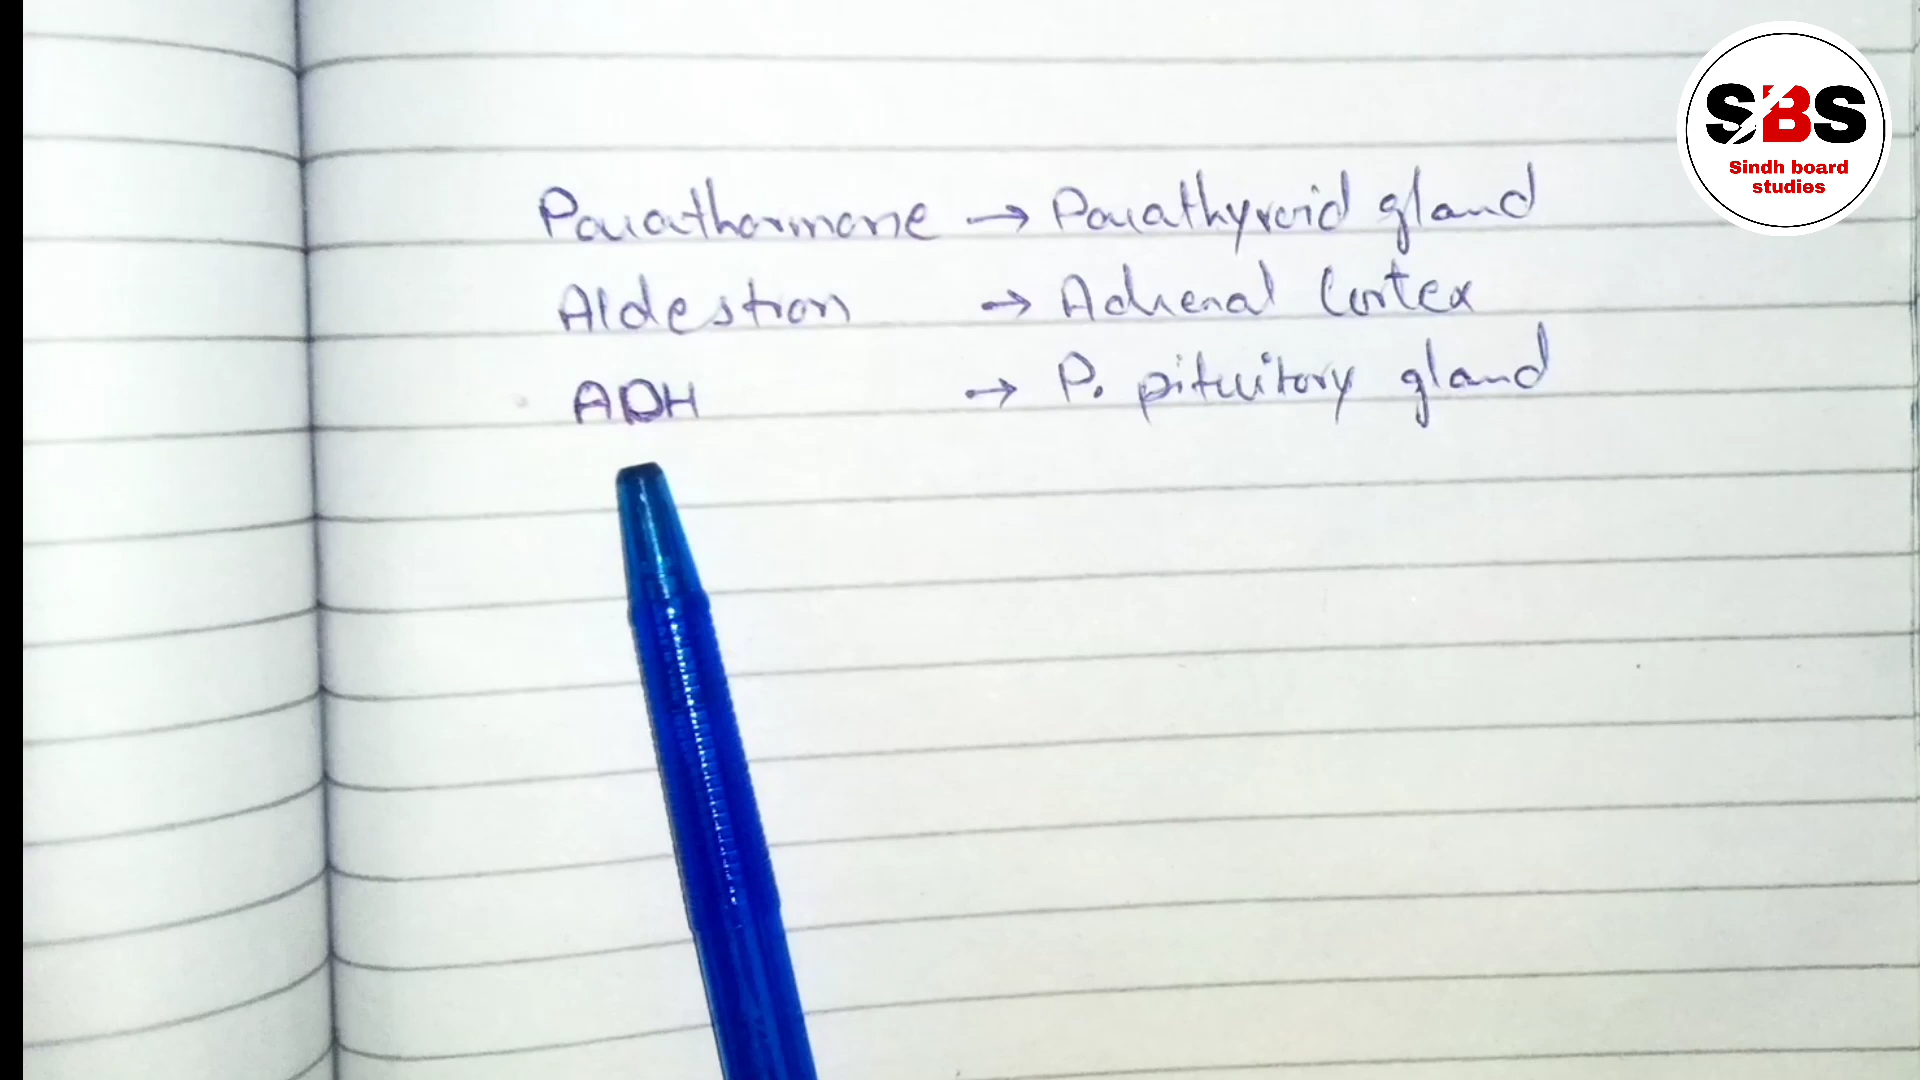 Parathormone → Parathyroid gland
Aldestron → Adrenal Cortex
ADH → P. pituitory gland
SBS
Sindh board
studies